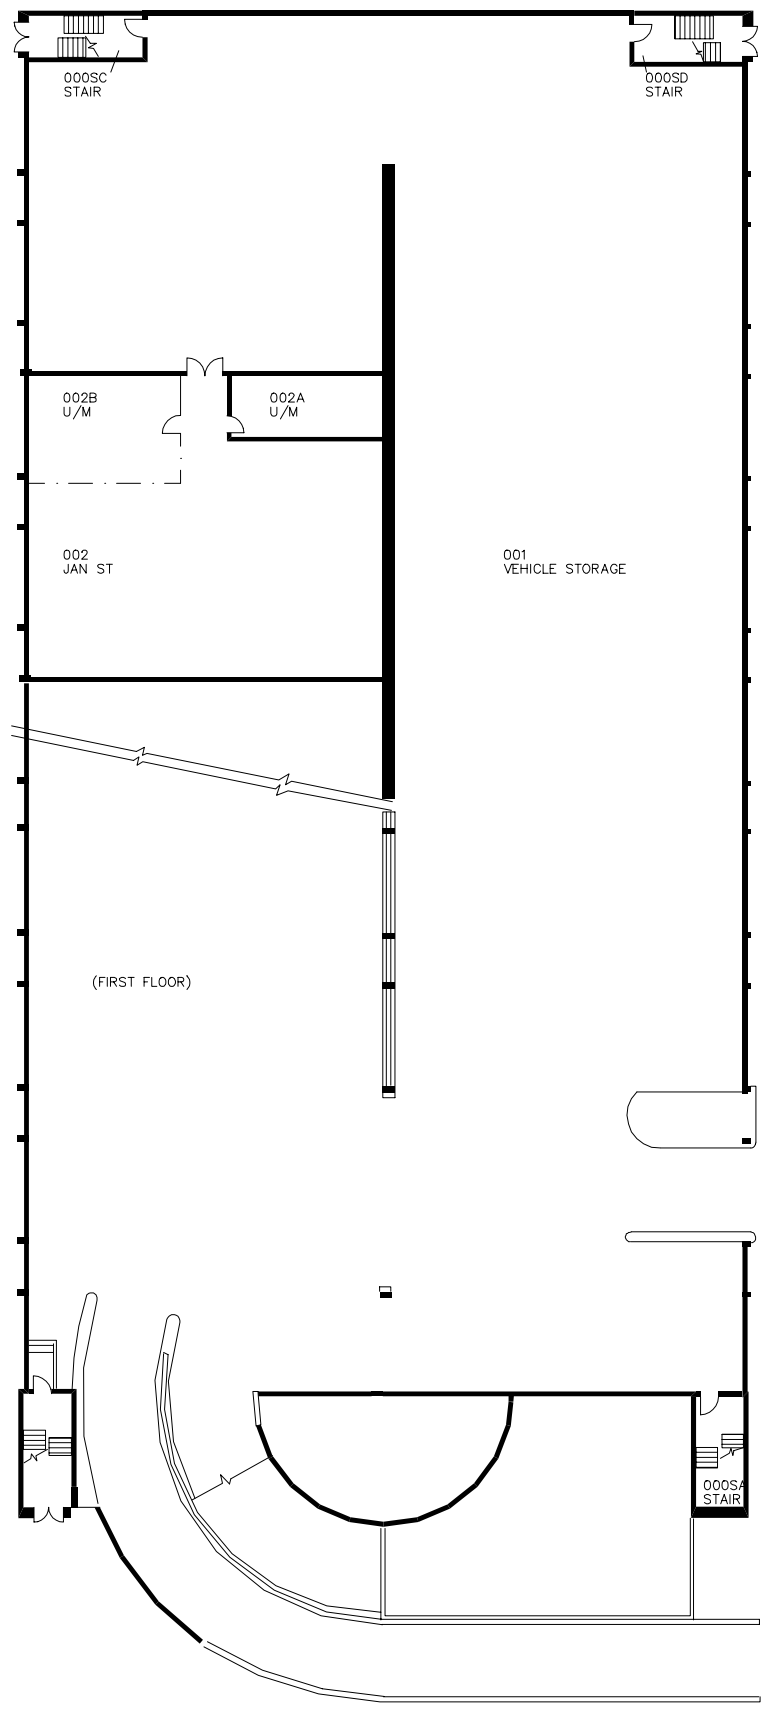 000SC
STAIR
000SD
STAIR
002B
U/M
002A
U/M
002
JAN ST
001
VEHICLE STORAGE
(FIRST FLOOR)
000SA
STAIR